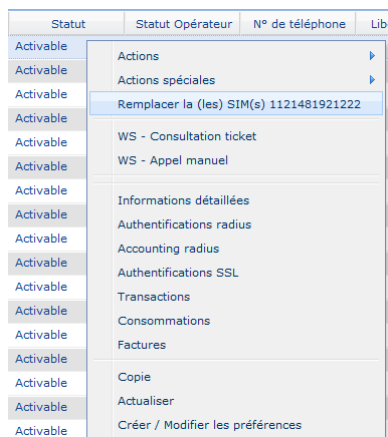 Statut Statut Opérateur N° de téléphone Lib
Activable
Actions
Activable
Actions spéciales
Activable
Remplacer la (les) SIM(s) 1121481921222
Activable
WS - Consultation ticket
Activable
WS - Appel manuel
Activable
Activable
Informations détaillées
Activable
Authentifications radius
Activable
Accounting radius
Activable
Authentifications SSL
Activable
Transactions
Activable
Consommations
Activable
Factures
Activable
Activable
Copie
Activable
Actualiser
Activable
Créer / Modifier les préférences
Activable